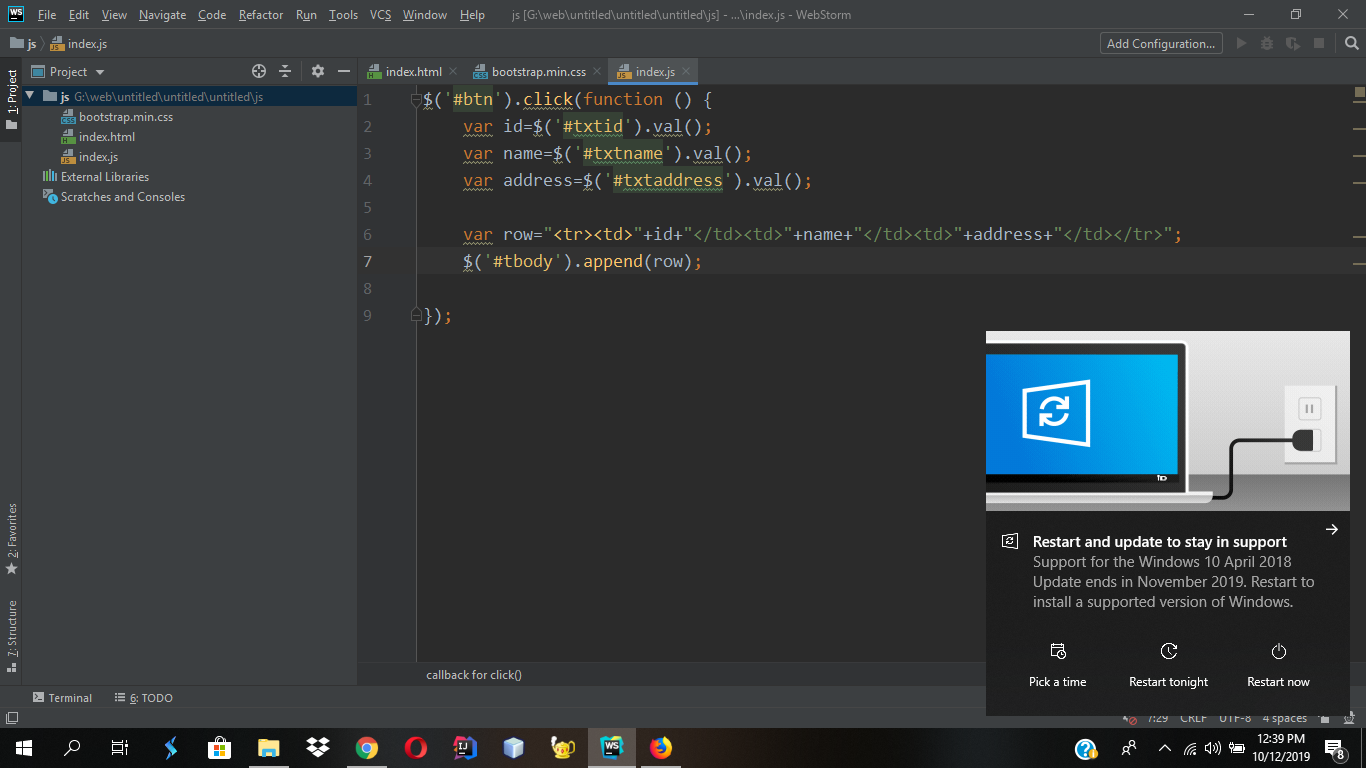 WS File Edit View Navigate Code Refactor Run Tools VCS Window Help js [G:\web\untitled\untitled\untitled\js] - ...\index.js - WebStorm
js index.js Add Configuration...
1: Project
Project
index.html bootstrap.min.css index.js
js G:\web\untitled\untitled\untitled\js
bootstrap.min.css
index.html
index.js
External Libraries
Scratches and Consoles
1 $('#btn').click(function () {
2 var id=$('#txtid').val();
3 var name=$('#txtname').val();
4 var address=$('#txtaddress').val();
5
6 var row="<tr><td>"+id+"</td><td>"+name+"</td><td>"+address+"</td></tr>";
7 $('#tbody').append(row);
8
9 });
2: Favorites
7: Structure
Restart and update to stay in support
Support for the Windows 10 April 2018
Update ends in November 2019. Restart to
install a supported version of Windows.
Pick a time Restart tonight Restart now
callback for click()
Terminal 6: TODO
7:29 CRLF UTF-8 4 spaces
12:39 PM
10/12/2019
8